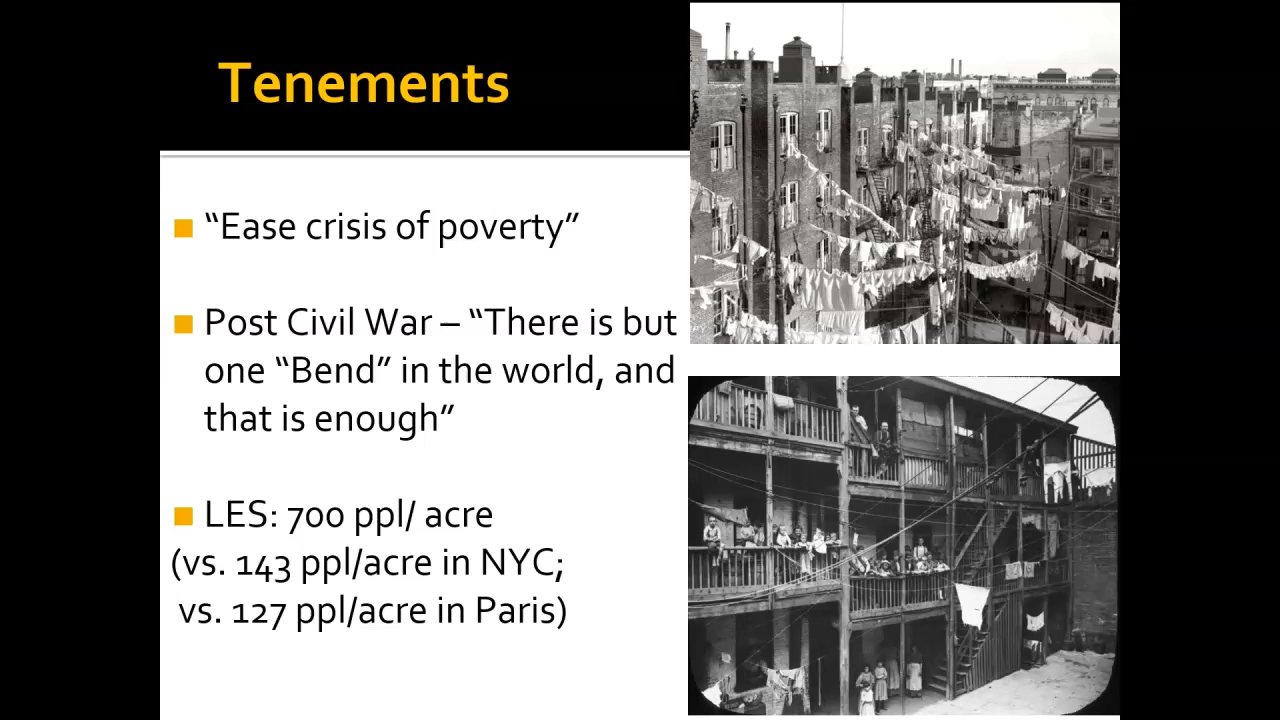 Tenements
“Ease crisis of poverty”
Post Civil War – “There is but
one “Bend” in the world, and
that is enough”
LES: 700 ppl/ acre
(vs. 143 ppl/acre in NYC;
vs. 127 ppl/acre in Paris)